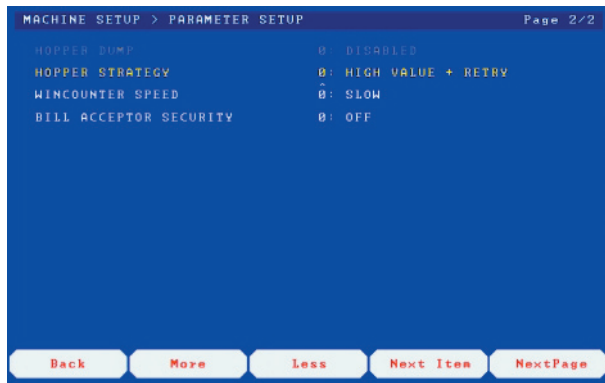 MACHINE SETUP > PARAMETER SETUP Page 2/2
HOPPER DUMP 0: DISABLED
HOPPER STRATEGY 0: HIGH VALUE + RETRY
WINCOUNTER SPEED 0: SLOW
BILL ACCEPTOR SECURITY 0: OFF
Back More Less Next Item NextPage